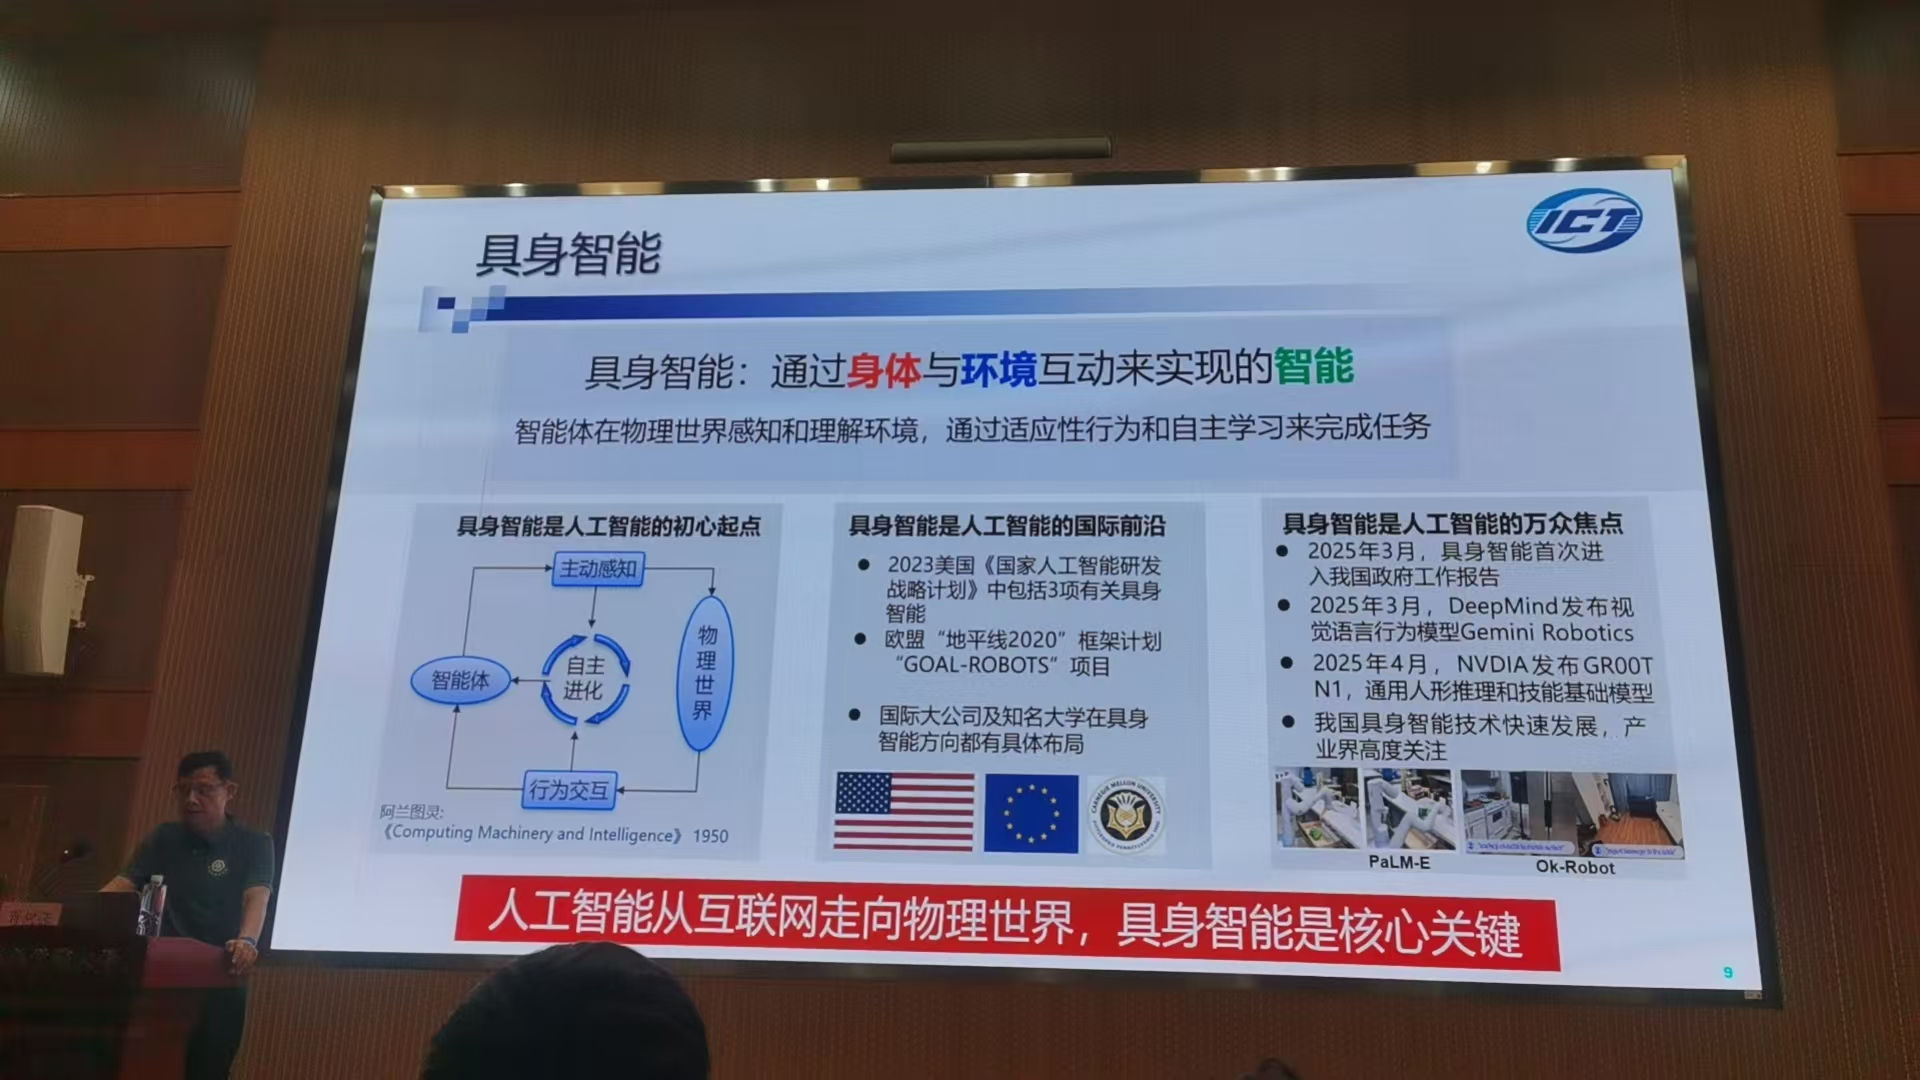 ICT
具身智能
具身智能：通过身体与环境互动来实现的智能
智能体在物理世界感知和理解环境，通过适应性行为和自主学习来完成任务
具身智能是人工智能的初心起点
主动感知
物理世界
自主
进化
智能体
行为交互
阿兰图灵:
《Computing Machinery and Intelligence》 1950
具身智能是人工智能的国际前沿
● 2023美国《国家人工智能研发
战略计划》中包括3项有关具身
智能
● 欧盟“地平线2020”框架计划
“GOAL-ROBOTS”项目
● 国际大公司及知名大学在具身
智能方向都有具体布局
CARNEGIE MELLON UNIVERSITY
具身智能是人工智能的万众焦点
● 2025年3月，具身智能首次进
入我国政府工作报告
● 2025年3月，DeepMind发布视
觉语言行为模型Gemini Robotics
● 2025年4月，NVDIA发布GR00T
N1，通用人形推理和技能基础模型
● 我国具身智能技术快速发展，产
业界高度关注
PaLM-E
Ok-Robot
人工智能从互联网走向物理世界，具身智能是核心关键
9